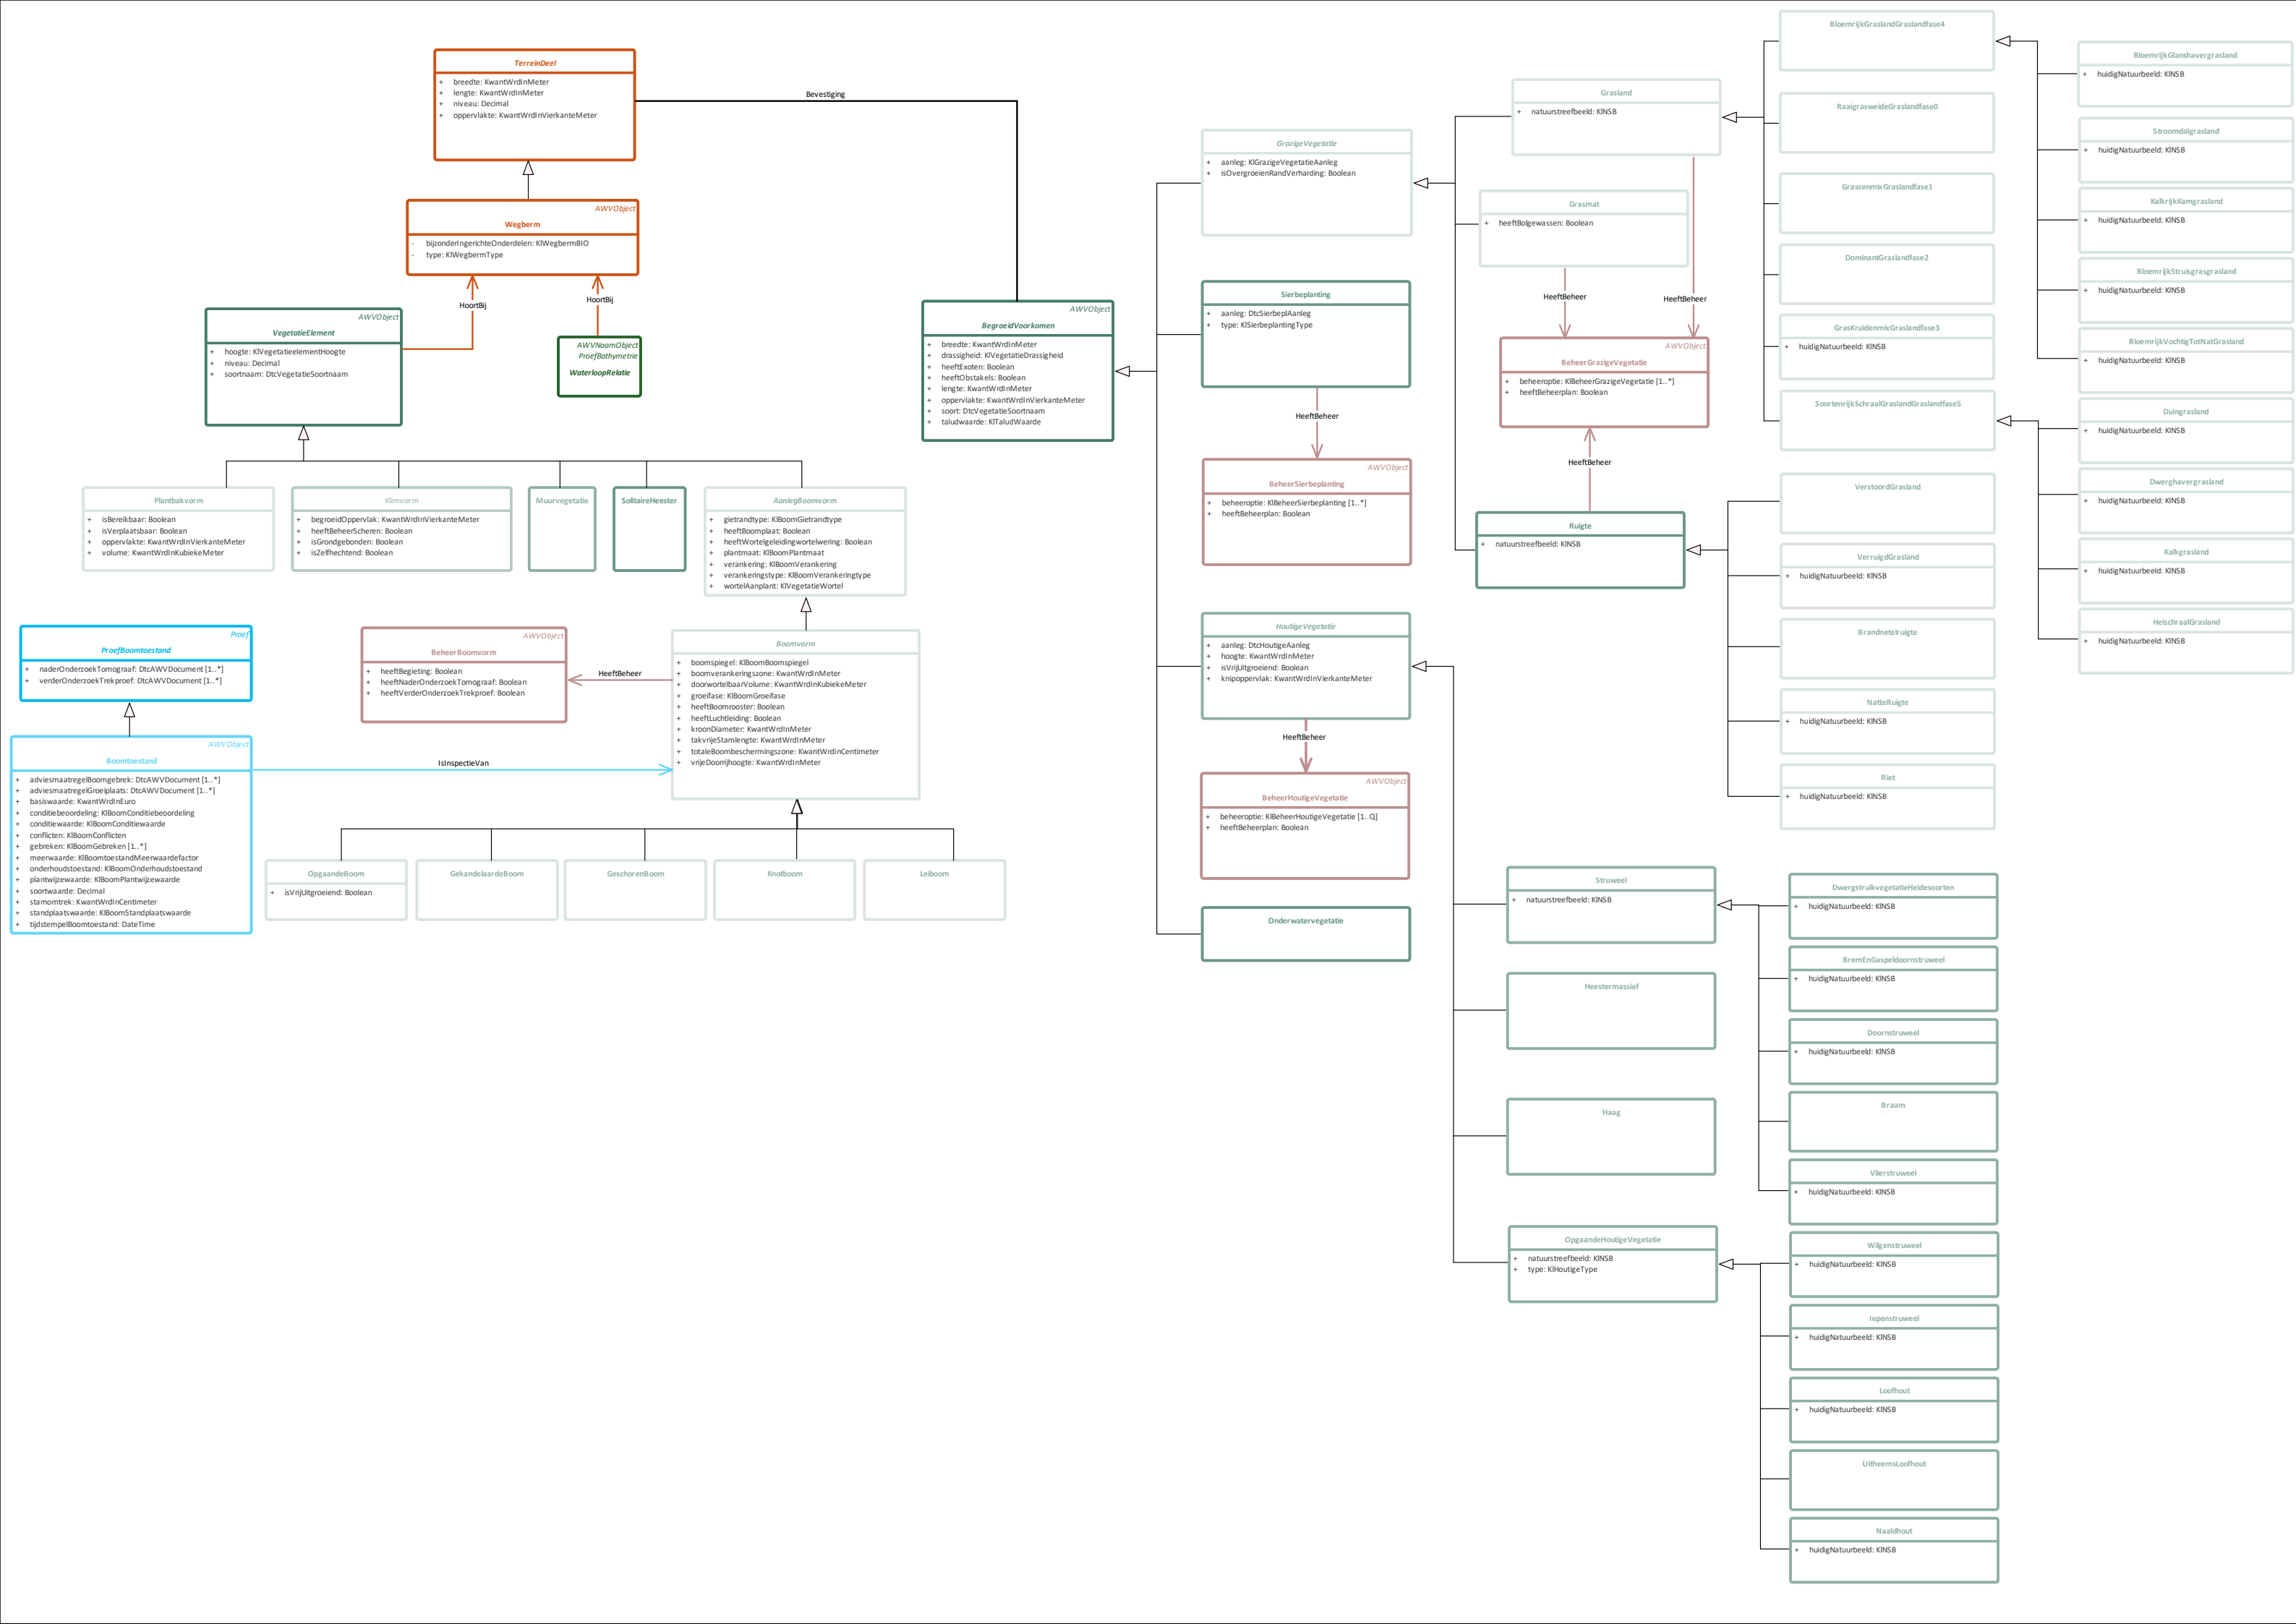 TerreinDeel
+ breedte: KwantWrdInMeter
+ lengte: KwantWrdInMeter
+ niveau: Decimal
+ oppervlakte: KwantWrdInVierkanteMeter
Bevestiging
AWVObject
Wegberm
- bijzonderIngerichteOnderdelen: KlWegbermBIO
- type: KlWegbermType
HoortBij
HoortBij
AWVObject
VegetatieElement
+ hoogte: KlVegetatieelementHoogte
+ niveau: Decimal
+ soortnaam: DtcVegetatieSoortnaam
AWVNaamObject
ProefBathymetrie
WaterloopRelatie
AWVObject
BegroeidVoorkomen
+ breedte: KwantWrdInMeter
+ drassigheid: KlVegetatieDrassigheid
+ heeftExoten: Boolean
+ heeftObstakels: Boolean
+ lengte: KwantWrdInMeter
+ oppervlakte: KwantWrdInVierkanteMeter
+ soort: DtcVegetatieSoortnaam
+ taludwaarde: KlTaludWaarde
Plantbakvorm
+ isBereikbaar: Boolean
+ isVerplaatsbaar: Boolean
+ oppervlakte: KwantWrdInVierkanteMeter
+ volume: KwantWrdInKubiekeMeter
Klimvorm
+ begroeidOppervlak: KwantWrdInVierkanteMeter
+ heeftBeheerScheren: Boolean
+ isGrondgebonden: Boolean
+ isZelfhechtend: Boolean
Muurvegetatie
SolitaireHeester
AanlegBoomvorm
+ gietrandtype: KlBoomGietrandtype
+ heeftBoomplaat: Boolean
+ heeftWortelgeleidingwortelwering: Boolean
+ plantmaat: KlBoomPlantmaat
+ verankering: KlBoomVerankering
+ verankeringstype: KlBoomVerankeringtype
+ wortelAanplant: KlVegetatieWortel
Proef
ProefBoomtoestand
+ naderOnderzoekTomograaf: DtcAWVDocument [1..*]
+ verderOnderzoekTrekproef: DtcAWVDocument [1..*]
AWVObject
BeheerBoomvorm
+ heeftBegieting: Boolean
+ heeftNaderOnderzoekTomograaf: Boolean
+ heeftVerderOnderzoekTrekproef: Boolean
HeeftBeheer
Boomvorm
+ boomspiegel: KlBoomBoomspiegel
+ boomverankeringszone: KwantWrdInMeter
+ doorwortelbaarVolume: KwantWrdInKubiekeMeter
+ groeifase: KlBoomGroeifase
+ heeftBoomrooster: Boolean
+ heeftLuchtleiding: Boolean
+ kroonDiameter: KwantWrdInMeter
+ takvrijeStamlengte: KwantWrdInMeter
+ totaleBoombeschermingszone: KwantWrdInCentimeter
+ vrijeDoorrijhoogte: KwantWrdInMeter
AWVObject
Boomtoestand
+ adviesmaatregelBoomgebrek: DtcAWVDocument [1..*]
+ adviesmaatregelGroeiplaats: DtcAWVDocument [1..*]
+ basiswaarde: KwantWrdInEuro
+ conditiebeoordeling: KlBoomConditiebeoordeling
+ conditiewaarde: KlBoomConditiewaarde
+ conflicten: KlBoomConflicten
+ gebreken: KlBoomGebreken [1..*]
+ meerwaarde: KlBoomtoestandMeerwaardefactor
+ onderhoudstoestand: KlBoomOnderhoudstoestand
+ plantwijzewaarde: KlBoomPlantwijzewaarde
+ soortwaarde: Decimal
+ stamomtrek: KwantWrdInCentimeter
+ standplaatswaarde: KlBoomStandplaatswaarde
+ tijdstempelBoomtoestand: DateTime
IsInspectieVan
OpgaandeBoom
+ isVrijUitgroeiend: Boolean
GekandelaardeBoom
GeschorenBoom
Knotboom
Leiboom
GrazigeVegetatie
+ aanleg: KlGrazigeVegetatieAanleg
+ isOvergroeienRandVerharding: Boolean
Sierbeplanting
+ aanleg: DtcSierbeplAanleg
+ type: KlSierbeplantingType
HeeftBeheer
AWVObject
BeheerSierbeplanting
+ beheeroptie: KlBeheerSierbeplanting [1..*]
+ heeftBeheerplan: Boolean
HoutigeVegetatie
+ aanleg: DtcHoutigeAanleg
+ hoogte: KwantWrdInMeter
+ isVrijUitgroeiend: Boolean
+ knipoppervlak: KwantWrdInVierkanteMeter
HeeftBeheer
AWVObject
BeheerHoutigeVegetatie
+ beheeroptie: KlBeheerHoutigeVegetatie [1..Q]
+ heeftBeheerplan: Boolean
Onderwatervegetatie
Grasland
+ natuurstreefbeeld: KlNSB
Grasmat
+ heeftBolgewassen: Boolean
HeeftBeheer
HeeftBeheer
AWVObject
BeheerGrazigeVegetatie
+ beheeroptie: KlBeheerGrazigeVegetatie [1..*]
+ heeftBeheerplan: Boolean
HeeftBeheer
Ruigte
+ natuurstreefbeeld: KlNSB
Struweel
+ natuurstreefbeeld: KlNSB
Heestermassief
Haag
OpgaandeHoutigeVegetatie
+ natuurstreefbeeld: KlNSB
+ type: KlHoutigeType
BloemrijkGraslandGraslandfase4
RaaigrasweideGraslandfase0
GrassenmixGraslandfase1
DominantGraslandfase2
GrasKruidenmixGraslandfase3
+ huidigNatuurbeeld: KlNSB
SoortenrijkSchraalGraslandGraslandfase5
VerstoordGrasland
VerruigdGrasland
+ huidigNatuurbeeld: KlNSB
Brandnetelruigte
NatteRuigte
+ huidigNatuurbeeld: KlNSB
Riet
+ huidigNatuurbeeld: KlNSB
DwergstruikvegetatieHeidesoorten
+ huidigNatuurbeeld: KlNSB
BremEnGaspeldoornstruweel
+ huidigNatuurbeeld: KlNSB
Doornstruweel
+ huidigNatuurbeeld: KlNSB
Braam
Vlierstruweel
+ huidigNatuurbeeld: KlNSB
Wilgenstruweel
+ huidigNatuurbeeld: KlNSB
Iepenstruweel
+ huidigNatuurbeeld: KlNSB
Loofhout
+ huidigNatuurbeeld: KlNSB
UitheemsLoofhout
Naaldhout
+ huidigNatuurbeeld: KlNSB
BloemrijkGlanshavergrasland
+ huidigNatuurbeeld: KlNSB
Stroomdalgrasland
+ huidigNatuurbeeld: KlNSB
KalkrijkKamgrasland
+ huidigNatuurbeeld: KlNSB
BloemrijkStruisgrasgrasland
+ huidigNatuurbeeld: KlNSB
BloemrijkVochtigTotNatGrasland
+ huidigNatuurbeeld: KlNSB
Duingrasland
+ huidigNatuurbeeld: KlNSB
Dwerghavergrasland
+ huidigNatuurbeeld: KlNSB
Kalkgrasland
+ huidigNatuurbeeld: KlNSB
HeischraalGrasland
+ huidigNatuurbeeld: KlNSB